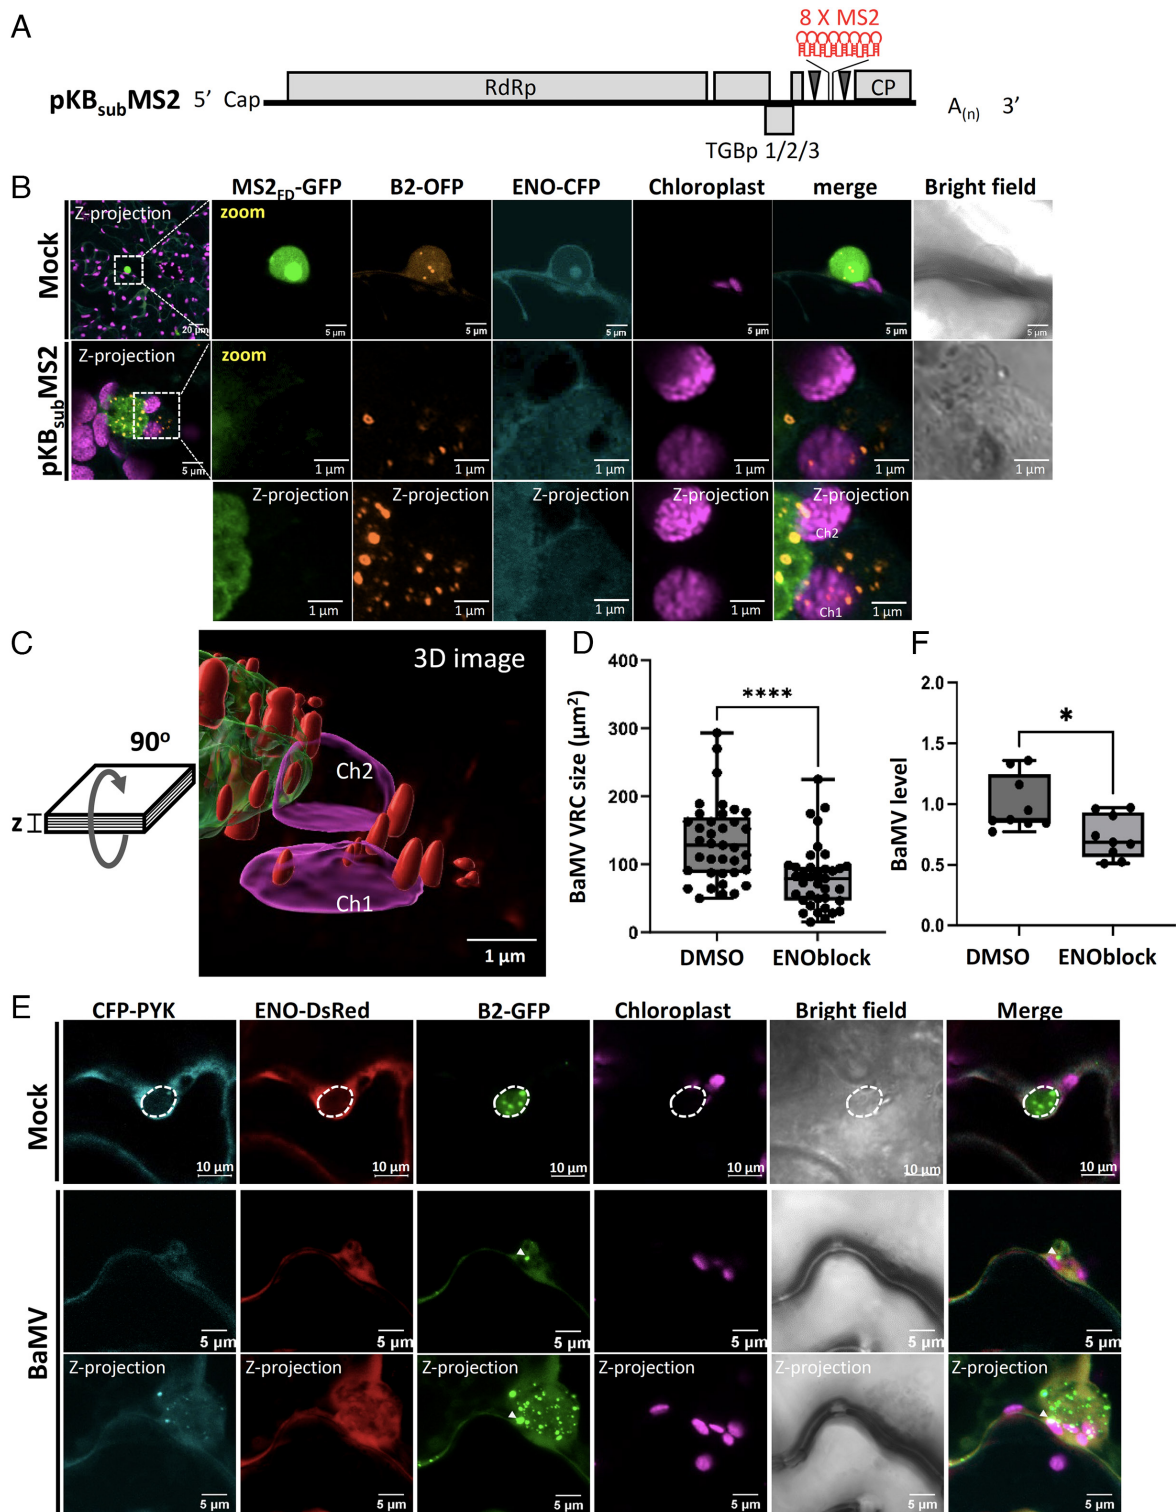 A
8 X MS2
pKBsubMS2 5’ Cap RdRp CP A(n) 3’
TGBp 1/2/3
B
MS2FD-GFP B2-OFP ENO-CFP Chloroplast merge Bright field
Mock
Z-projection zoom
20 µm 5 µm 5 µm 5 µm 5 µm 5 µm 5 µm
pKBsubMS2
Z-projection zoom
5 µm 1 µm 1 µm 1 µm 1 µm 1 µm 1 µm
Z-projection Z-projection Z-projection Z-projection Z-projection
Ch2
Ch1
1 µm 1 µm 1 µm 1 µm 1 µm
C
90º
z
3D image
Ch2
Ch1
1 µm
D
BaMV VRC size (µm²)
400
300
200
100
0
****
DMSO ENOblock
F
BaMV level
2.0
1.5
1.0
0.5
0.0
*
DMSO ENOblock
E
CFP-PYK ENO-DsRed B2-GFP Chloroplast Bright field Merge
Mock
10 µm 10 µm 10 µm 10 µm 10 µm 10 µm
BaMV
5 µm 5 µm 5 µm 5 µm 5 µm 5 µm
Z-projection Z-projection Z-projection Z-projection Z-projection Z-projection
5 µm 5 µm 5 µm 5 µm 5 µm 5 µm